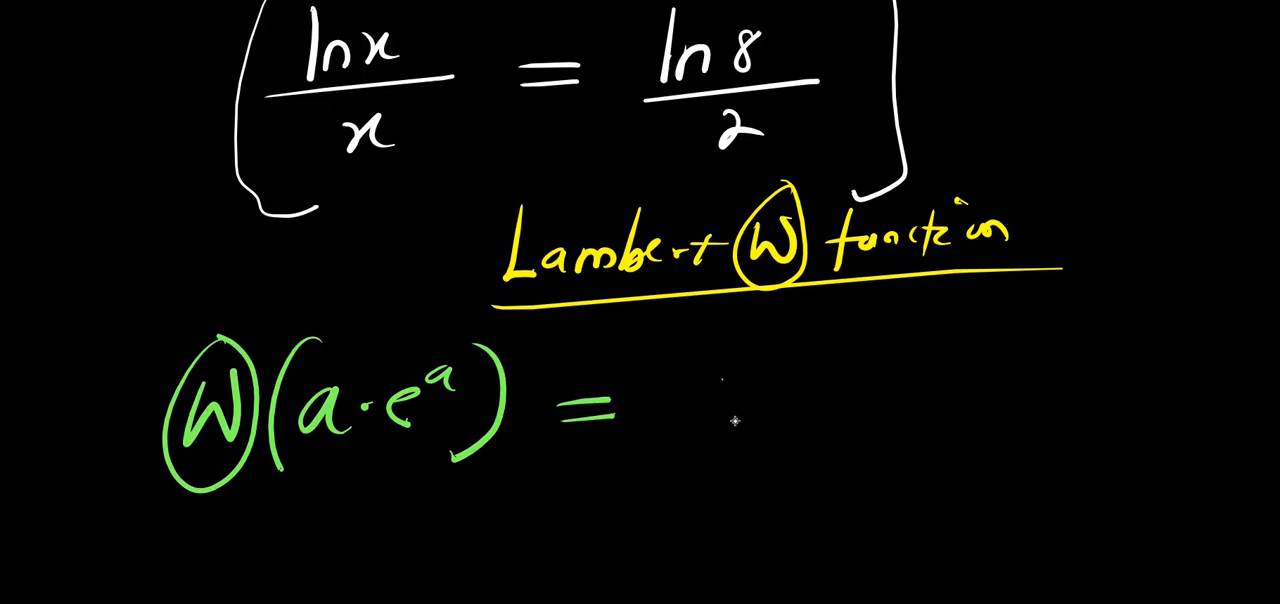 ln x / x = ln 8 / 2
Lambert W function
W(a·e^a) =